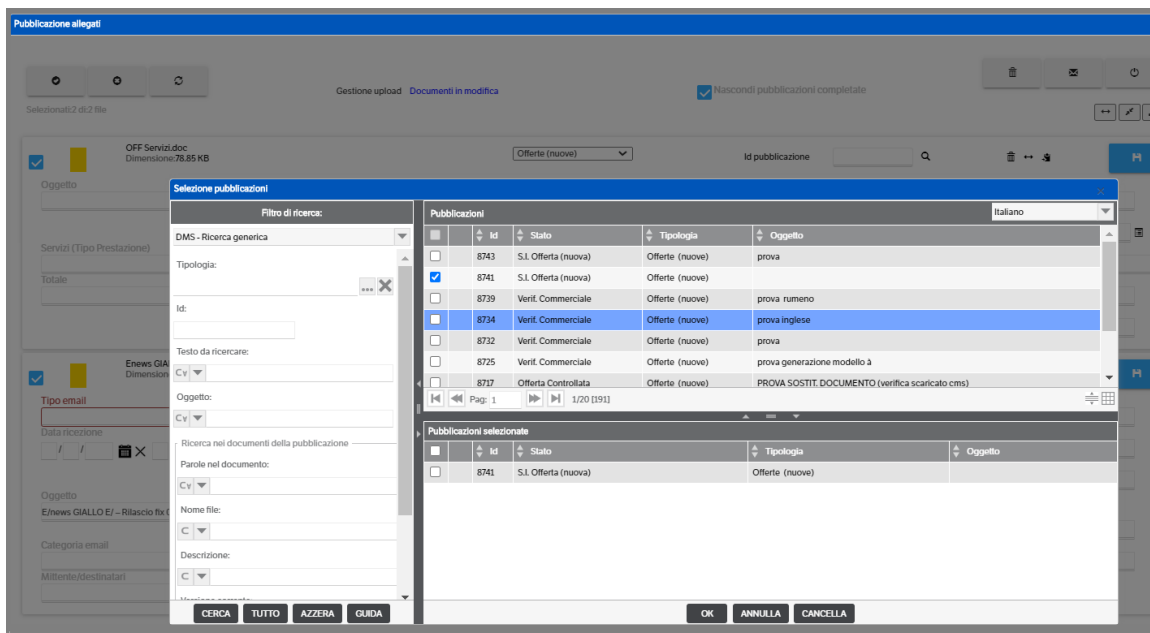 Pubblicazione allegati
Gestione upload Documenti in modifica
Nascondi pubblicazioni completate
Selezionati:2 di:2 file
OFF Servizi.doc
Dimensione:78.85 KB
Offerte (nuovo)
Id pubblicazione
Oggetto
Servizi (Tipo Prestazione)
Totale
Enews GIA
Dimension
Tipo email
Data ricezione
/ /
Oggetto
E/news GIALLO E/ – Rilascio fix
Categoria email
Mittente/destinatari
Selezione pubblicazioni
Filtro di ricerca:
DMS - Ricerca generica
Tipologia:
...
Id:
Testo da ricercare:
Oggetto:
Ricerca nei documenti della pubblicazione
Parole nel documento:
Nome file:
C
Descrizione:
C
Versione corrente:
CERCA TUTTO AZZERA GUIDA
Pubblicazioni
Italiano
Id Stato Tipologia Oggetto
8743 S.I. Offerta (nuova) Offerte (nuove) prova
8741 S.I. Offerta (nuova) Offerte (nuove)
8739 Verif. Commerciale Offerte (nuove) prova rumeno
8734 Verif. Commerciale Offerte (nuove) prova inglese
8732 Verif. Commerciale Offerte (nuove) prova
8725 Verif. Commerciale Offerte (nuove) prova generazione modello à
8717 Offerta Controllata Offerte (nuove) PROVA SOSTIT. DOCUMENTO (verifica scaricato cms)
Pag: 1 1/20 [191]
Pubblicazioni selezionate
Id Stato Tipologia Oggetto
8741 S.I. Offerta (nuova) Offerte (nuove)
OK ANNULLA CANCELLA